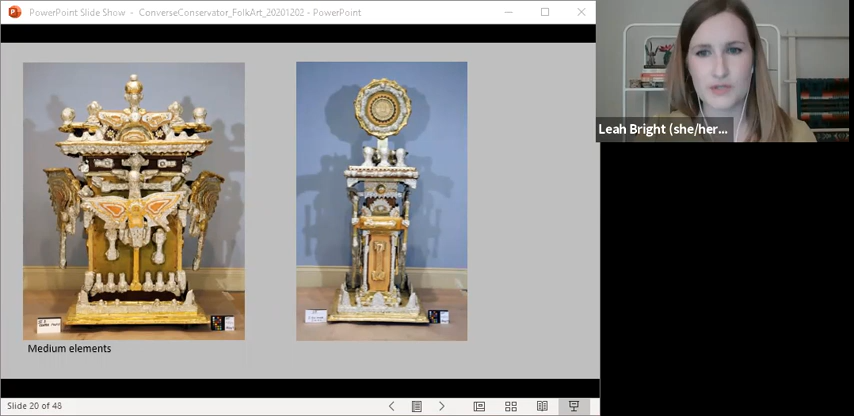 PowerPoint Slide Show - ConverseConservator_FolkArt_20201202 - PowerPoint
Leah Bright (she/her...
Medium elements
Slide 20 of 48